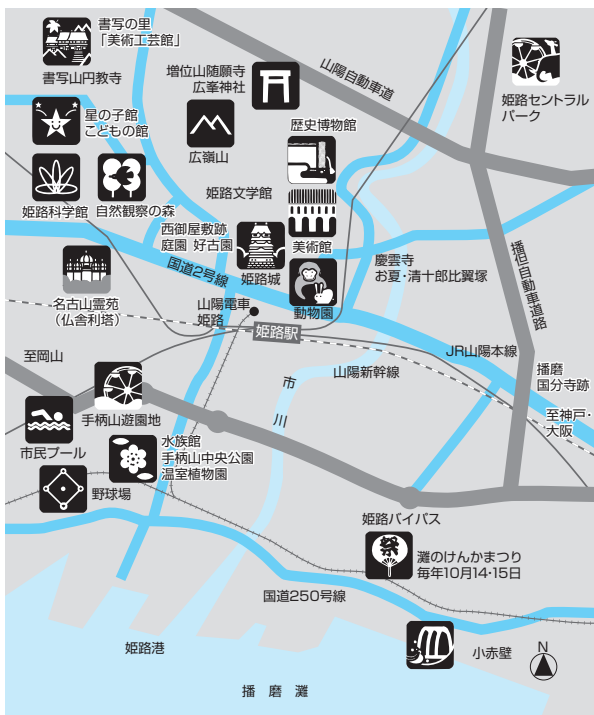 書写の里
「美術工芸館」
書写山円教寺
増位山随願寺
広峯神社
山陽自動車道
姫路セントラル
パーク
星の子館
こどもの館
広嶺山
歴史博物館
姫路科学館
自然観察の森
姫路文学館
西御屋敷跡
庭園 好古園
美術館
国道2号線
姫路城
慶雲寺
お夏・清十郎比翼塚
播但自動車道路
名古山霊苑
(仏舎利塔)
山陽電車
姫路
動物園
姫路駅
JR山陽本線
至岡山
山陽新幹線
播磨
国分寺跡
市川
至神戸・
大阪
手柄山遊園地
市民プール
水族館
手柄山中央公園
温室植物園
野球場
姫路バイパス
祭
灘のけんかまつり
毎年10月14・15日
国道250号線
姫路港
小赤壁
N
播磨灘